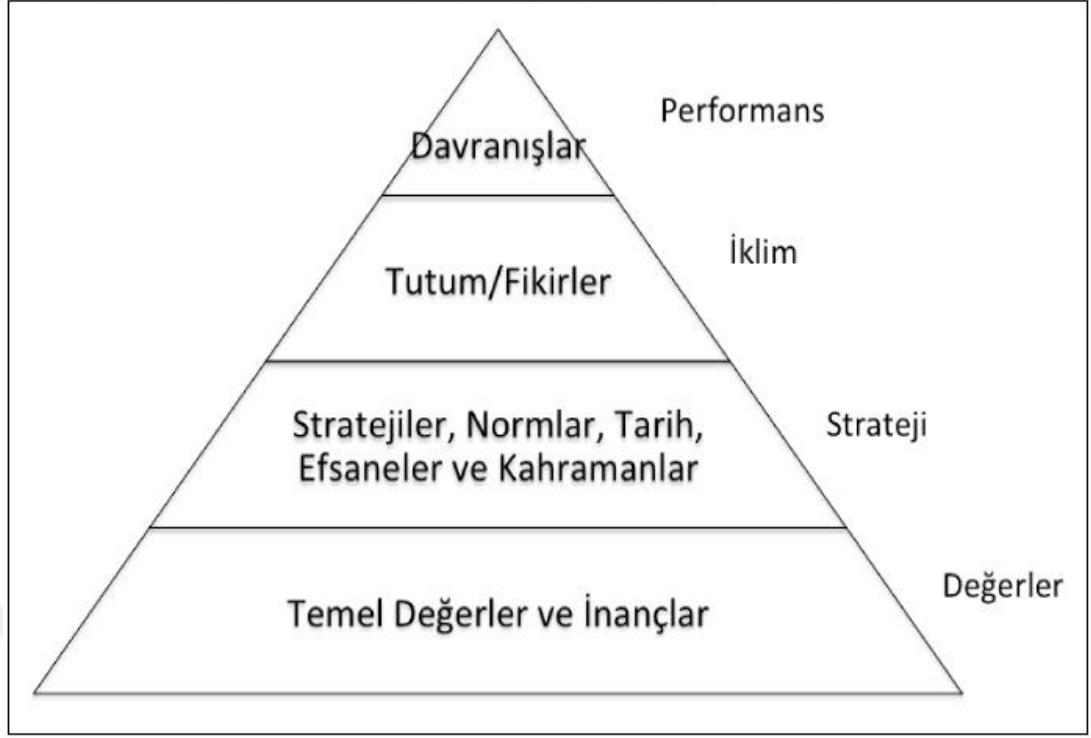 Performans
Davranışlar
İklim
Tutum/Fikirler
Stratejiler, Normlar, Tarih,
Efsaneler ve Kahramanlar
Strateji
Değerler
Temel Değerler ve İnançlar